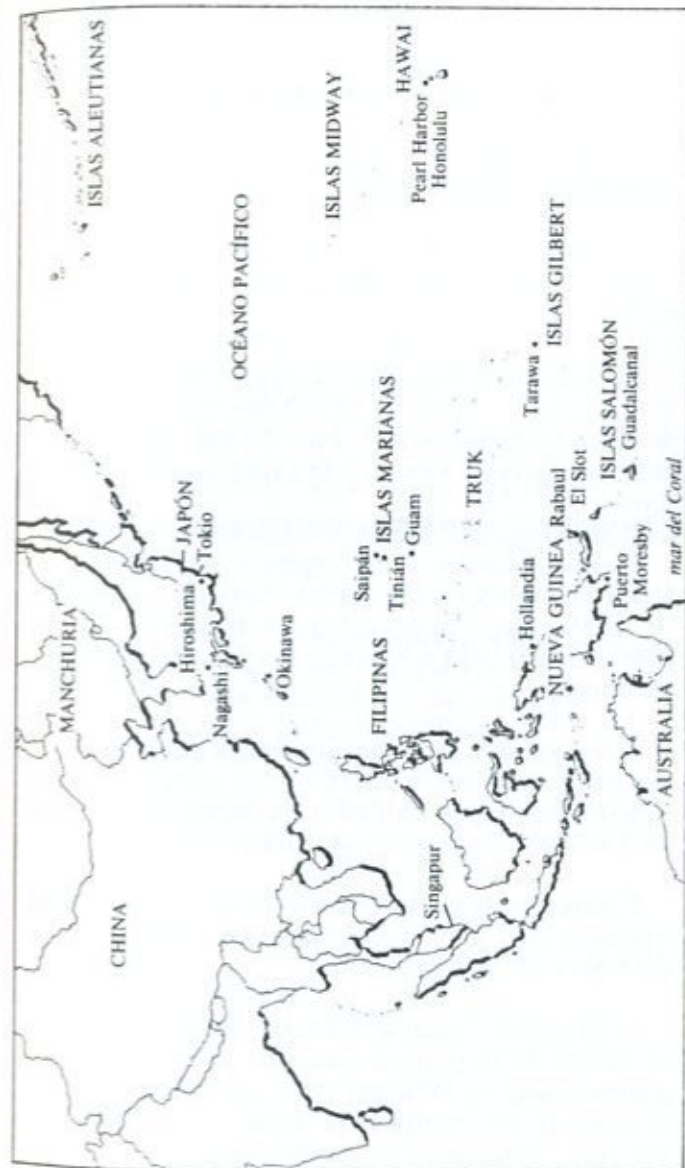 ISLAS ALEUTIANAS
MANCHURIA
CHINA
JAPÓN
Tokio
Hiroshima
Nagashi
OCÉANO PACÍFICO
Okinawa
ISLAS MIDWAY
HAWAI
Pearl Harbor
Honolulu
Saipán
ISLAS MARIANAS
Tinián
Guam
FILIPINAS
TRUK
Singapur
Tarawa
ISLAS GILBERT
Hollandia
NUEVA GUINEA
Rabaul
El Slot
ISLAS SALOMÓN
Guadalcanal
Puerto
Moresby
mar del Coral
AUSTRALIA